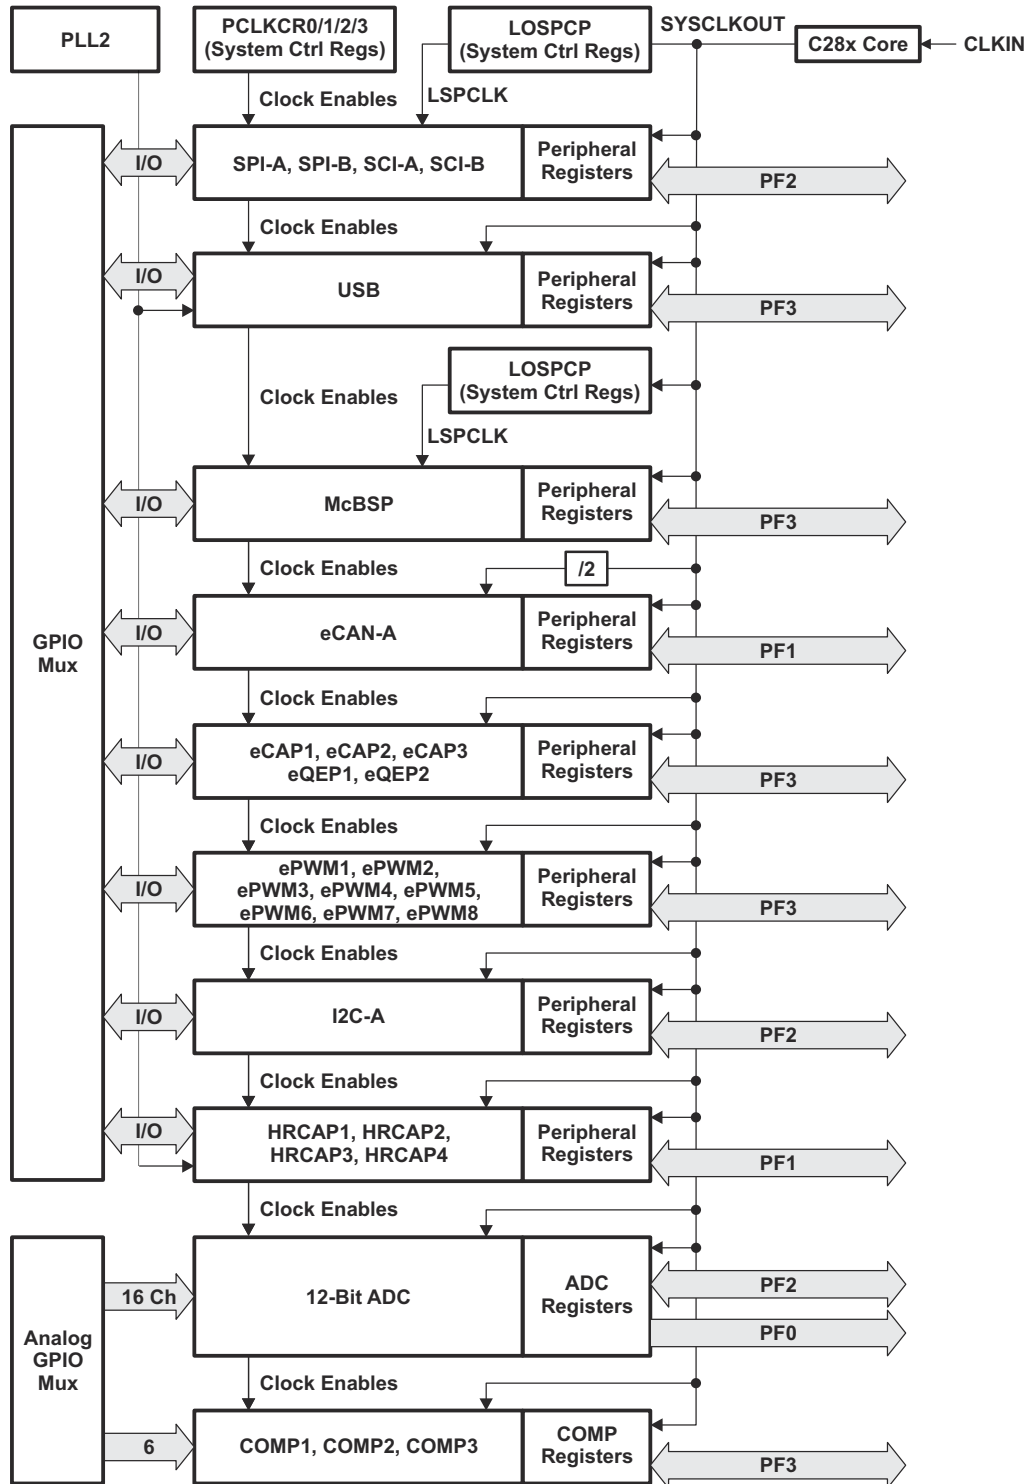 PLL2
PCLKCR0/1/2/3
(System Ctrl Regs)
LOSPCP
(System Ctrl Regs)
SYSCLKOUT
C28x Core
CLKIN
Clock Enables
LSPCLK
I/O
SPI-A, SPI-B, SCI-A, SCI-B
Peripheral
Registers
PF2
Clock Enables
I/O
USB
Peripheral
Registers
PF3
LOSPCP
(System Ctrl Regs)
Clock Enables
LSPCLK
I/O
McBSP
Peripheral
Registers
PF3
Clock Enables
/2
GPIO
Mux
I/O
eCAN-A
Peripheral
Registers
PF1
Clock Enables
I/O
eCAP1, eCAP2, eCAP3
eQEP1, eQEP2
Peripheral
Registers
PF3
Clock Enables
I/O
ePWM1, ePWM2,
ePWM3, ePWM4, ePWM5,
ePWM6, ePWM7, ePWM8
Peripheral
Registers
PF3
Clock Enables
I/O
I2C-A
Peripheral
Registers
PF2
Clock Enables
I/O
HRCAP1, HRCAP2,
HRCAP3, HRCAP4
Peripheral
Registers
PF1
Clock Enables
16 Ch
12-Bit ADC
ADC
Registers
PF2
PF0
Analog
GPIO
Mux
Clock Enables
6
COMP1, COMP2, COMP3
COMP
Registers
PF3